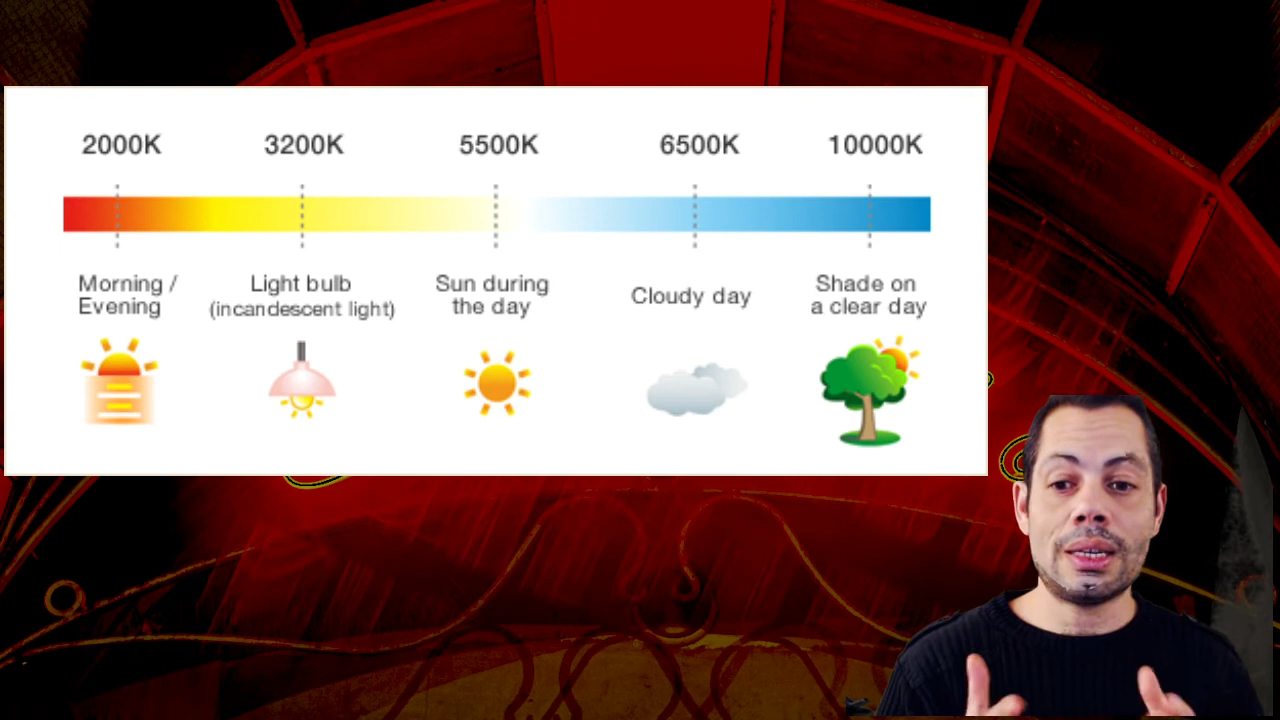 2000K 3200K 5500K 6500K 10000K
Morning /
Evening
Light bulb
(incandescent light)
Sun during
the day
Cloudy day
Shade on
a clear day